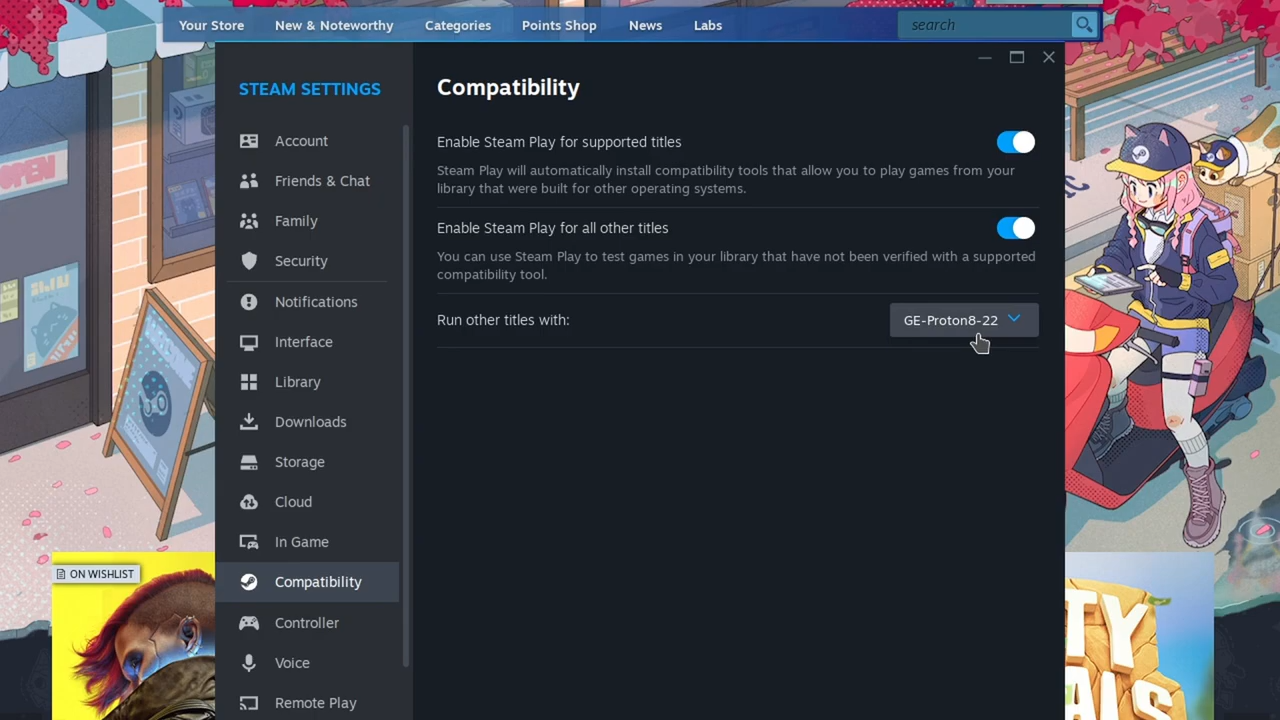 Your Store New & Noteworthy Categories Points Shop News Labs search
STEAM SETTINGS
Account
Friends & Chat
Family
Security
Notifications
Interface
Library
Downloads
Storage
Cloud
In Game
Compatibility
Controller
Voice
Remote Play
Compatibility
Enable Steam Play for supported titles
Steam Play will automatically install compatibility tools that allow you to play games from your
library that were built for other operating systems.
Enable Steam Play for all other titles
You can use Steam Play to test games in your library that have not been verified with a supported
compatibility tool.
Run other titles with: GE-Proton8-22
OPEN
ON WISHLIST